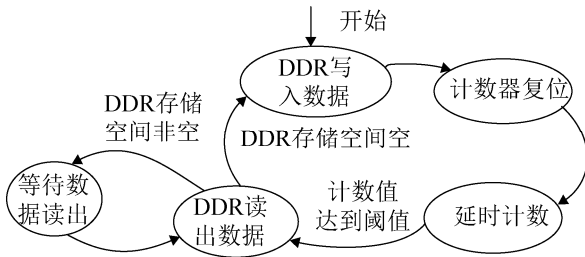 开始
DDR写
入数据
计数器复位
DDR存储
空间非空
DDR存储空间空
等待数
据读出
DDR读
出数据
计数值
达到阈值
延时计数